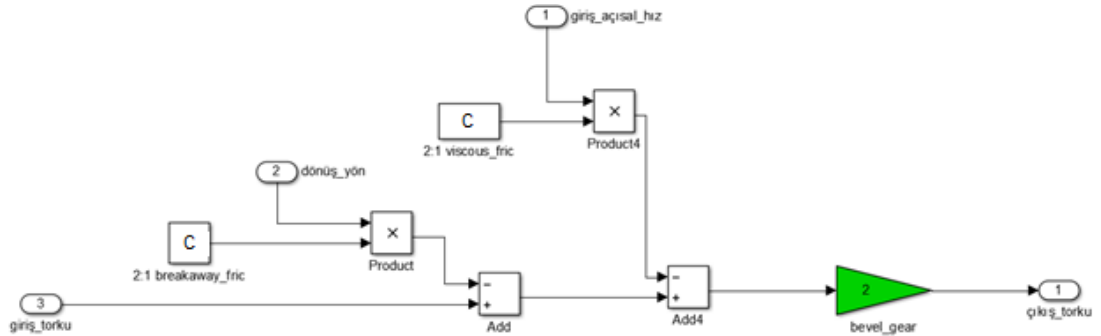 1
giriş_açısal_hız
C
2:1 viscous_fric
×
Product4
2
dönüş_yön
C
2:1 breakaway_fric
×
Product
3
giriş_torku
−
+
Add
−
+
Add4
2
bevel_gear
1
çıkış_torku